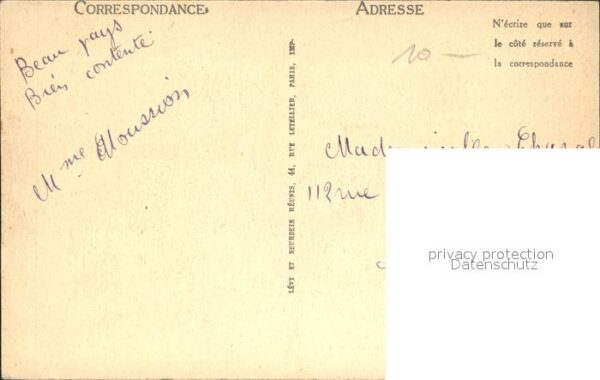 CORRESPONDANCE
Beau pays
Bien contente
Mme Moussion
LÉVY ET NEURDEIN RÉUNIS, 44, RUE LETELLIER, PARIS, IMP.
ADRESSE
N'écrire que sur
le côté réservé à
la correspondance
10 —
112 rue
privacy protection
Datenschutz